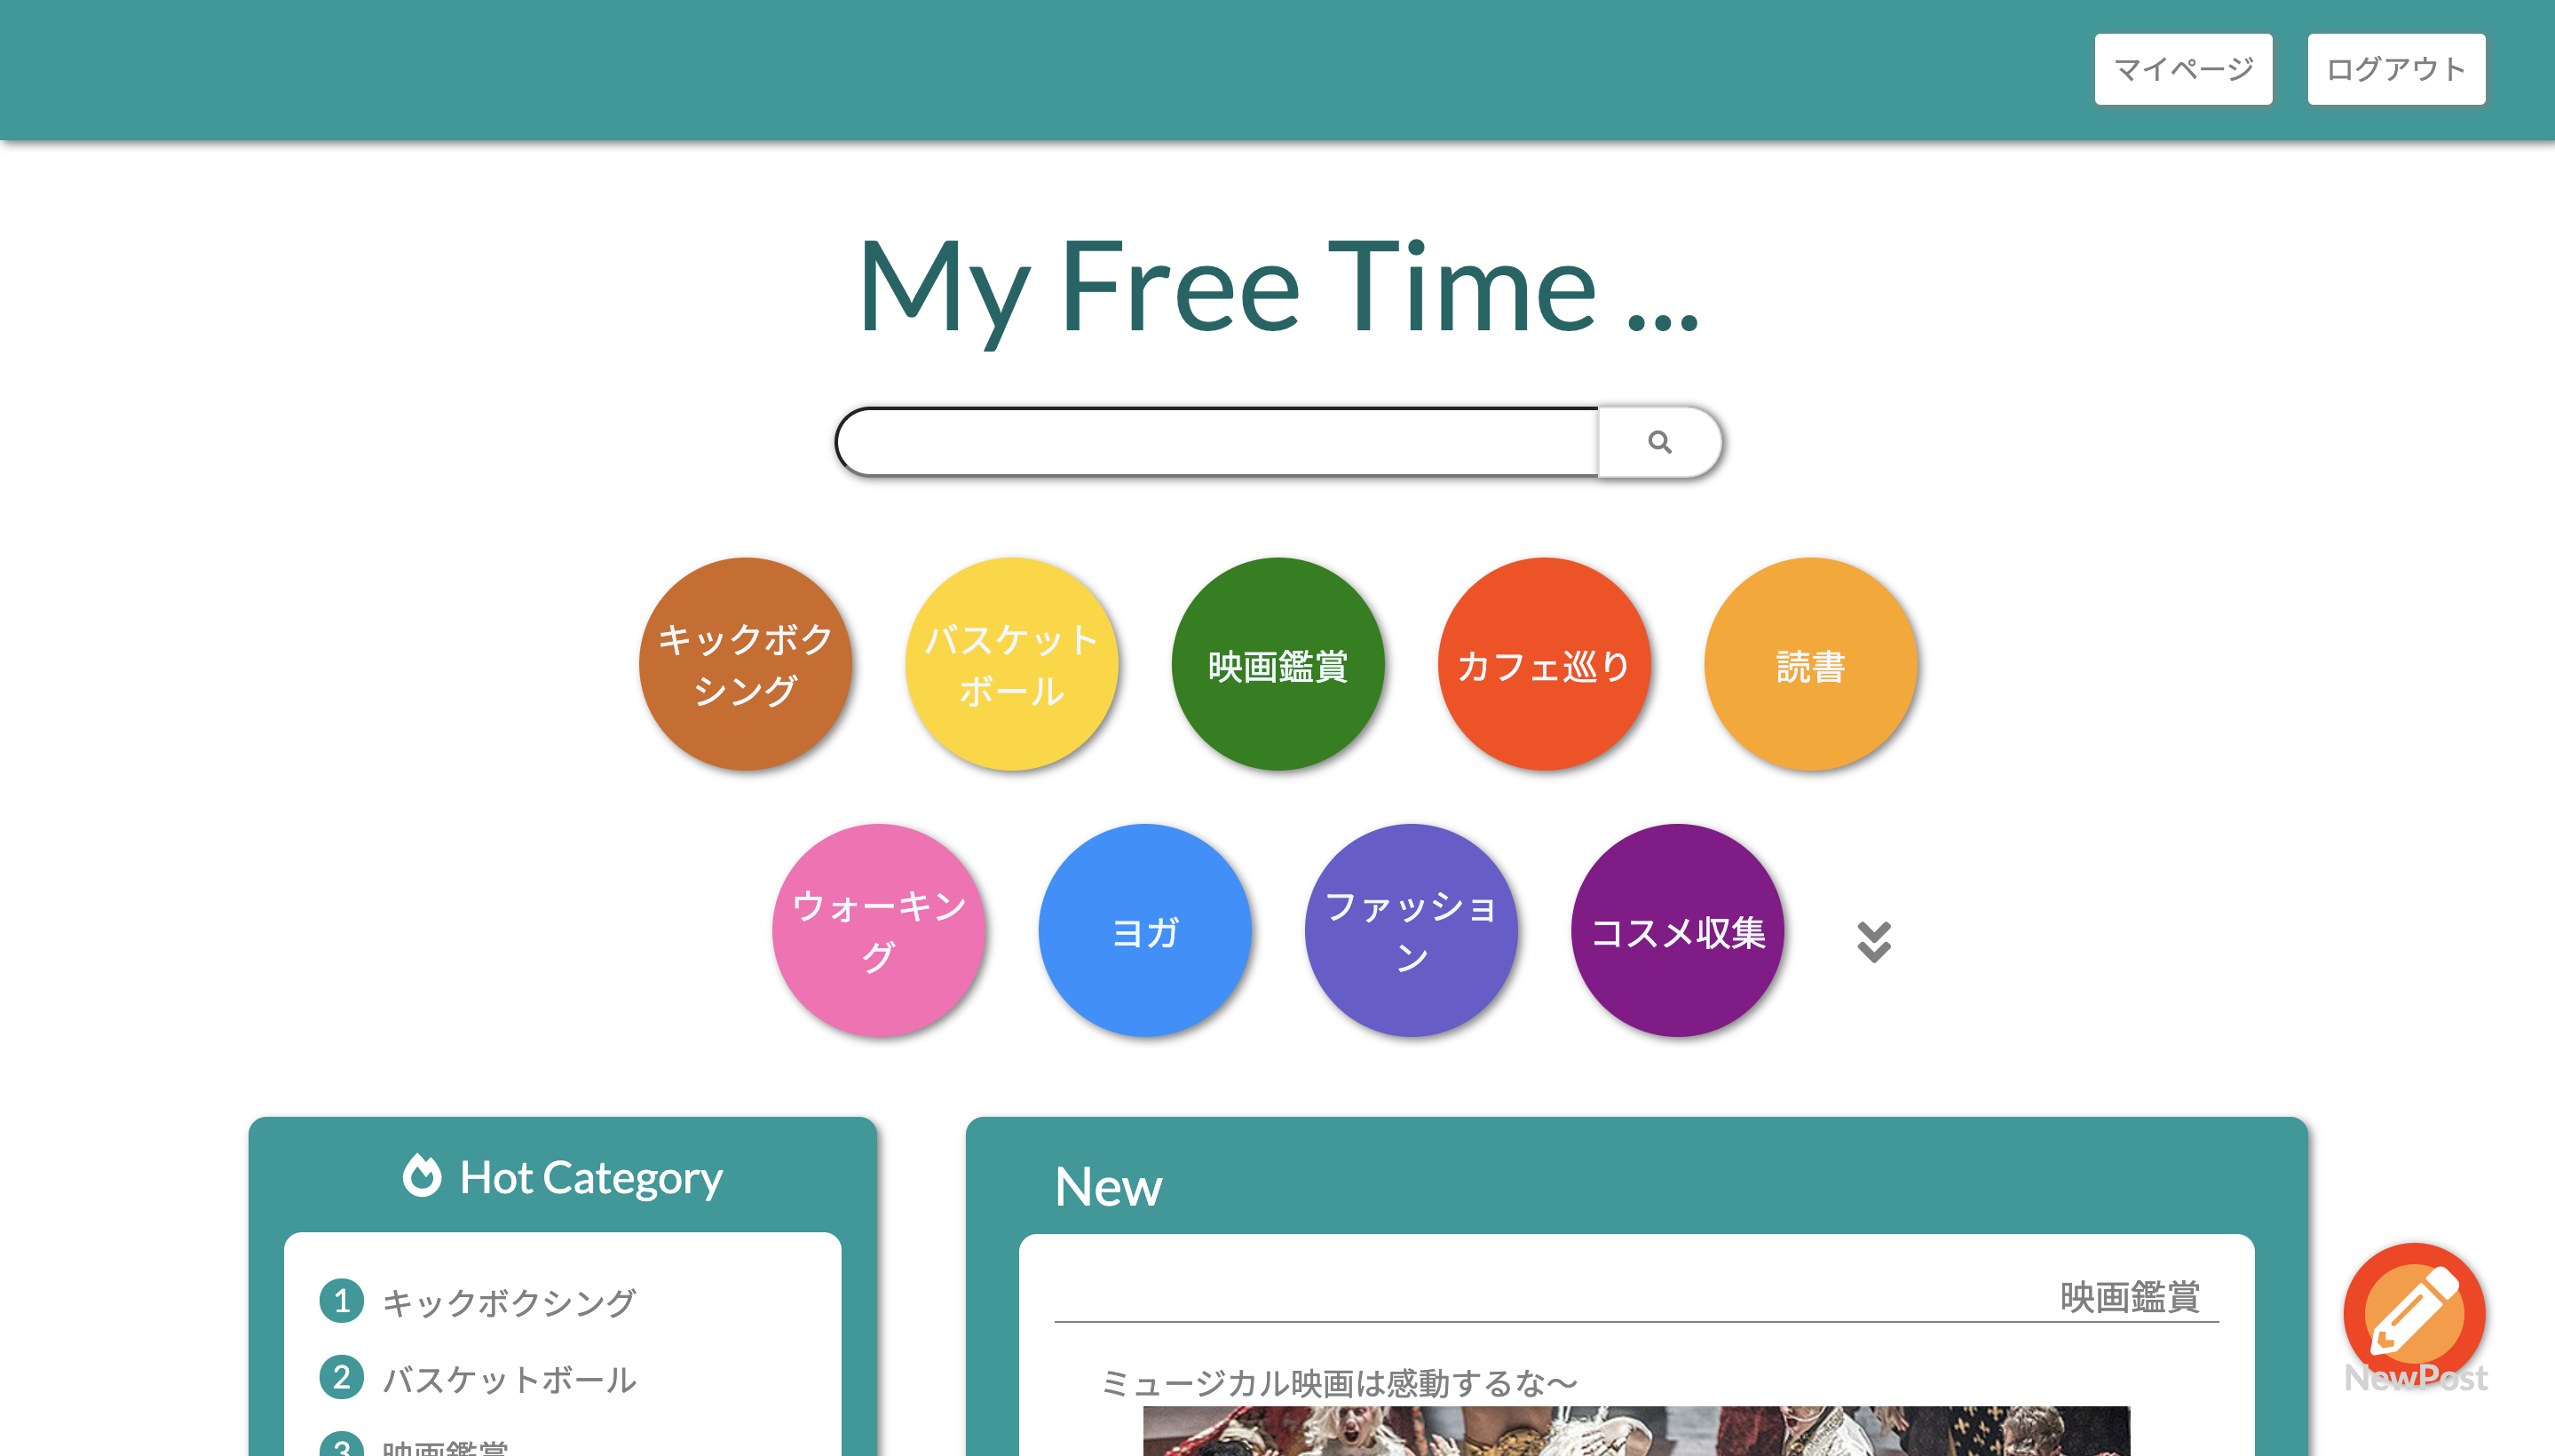 マイページ
ログアウト
My Free Time ...
キックボク
シング
バスケット
ボール
映画鑑賞
カフェ巡り
読書
ウォーキン
グ
ヨガ
ファッショ
ン
コスメ収集
Hot Category
1 キックボクシング
2 バスケットボール
3 映画鑑賞
New
映画鑑賞
ミュージカル映画は感動するな〜
NewPost